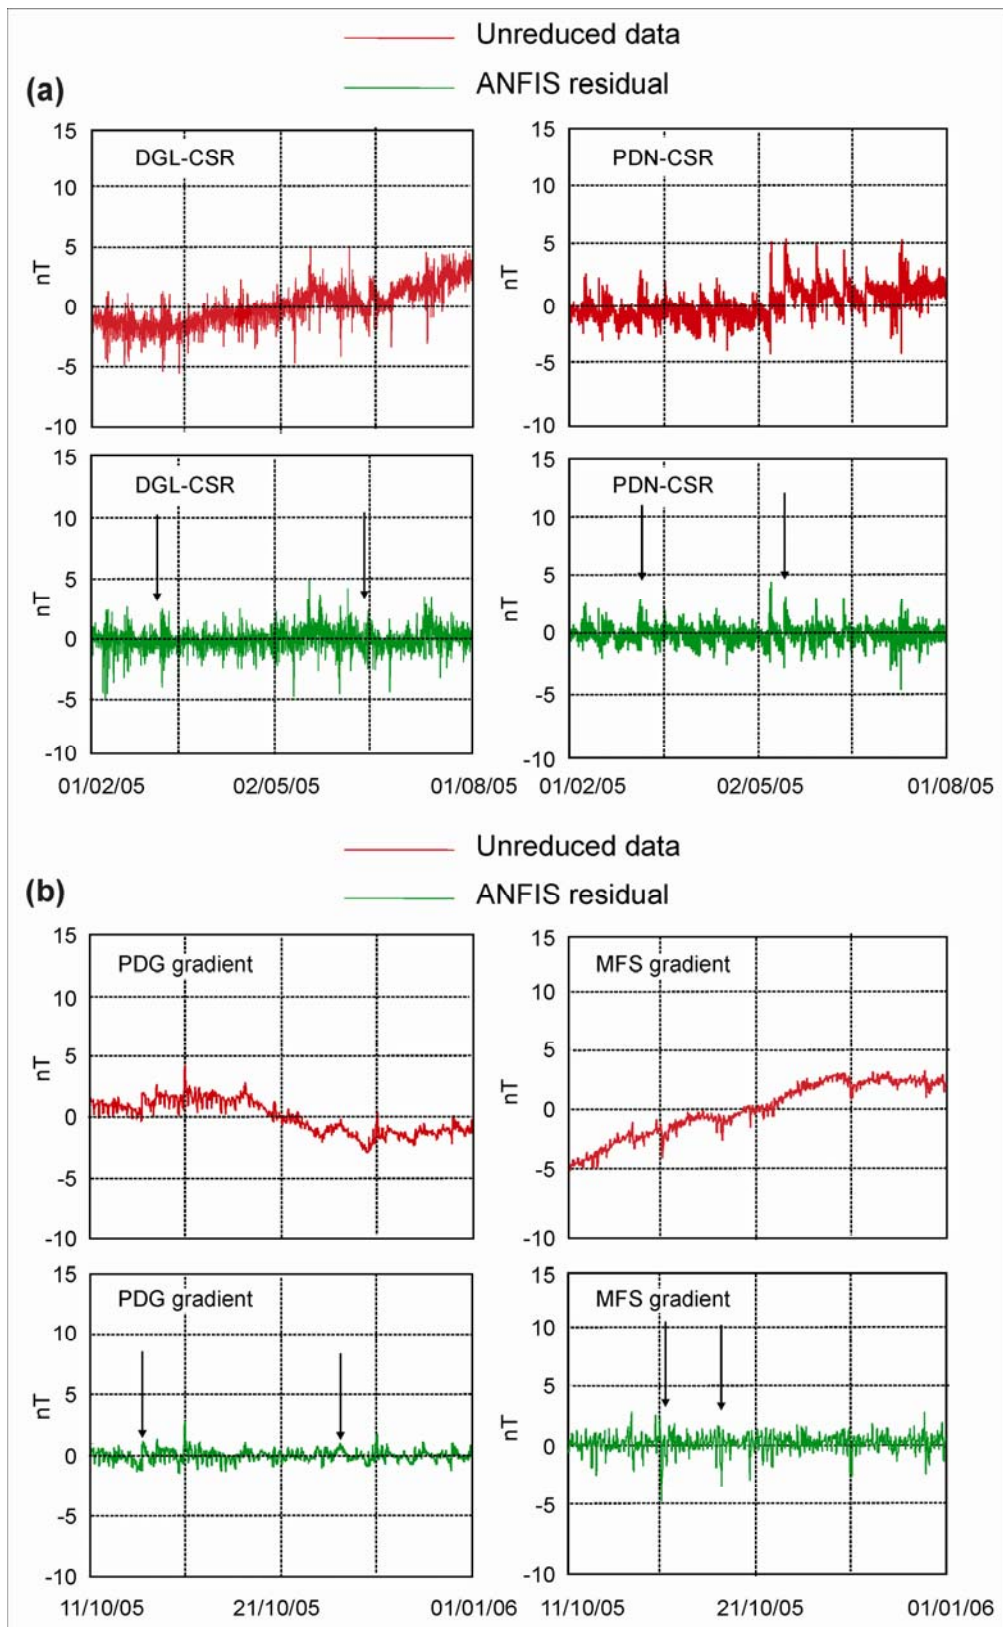 Unreduced data
ANFIS residual
(a)
15 15
DGL-CSR PDN-CSR
10 10
5 5
nT nT
0 0
-5 -5
-10 -10
15 15
DGL-CSR PDN-CSR
10 10
5 5
nT nT
0 0
-5 -5
-10 -10
01/02/05 02/05/05 01/08/05 01/02/05 02/05/05 01/08/05
Unreduced data
ANFIS residual
(b)
15 15
PDG gradient MFS gradient
10 10
5 5
nT nT
0 0
-5 -5
-10 -10
15 15
PDG gradient MFS gradient
10 10
5 5
nT nT
0 0
-5 -5
-10 -10
11/10/05 21/10/05 01/01/06 11/10/05 21/10/05 01/01/06